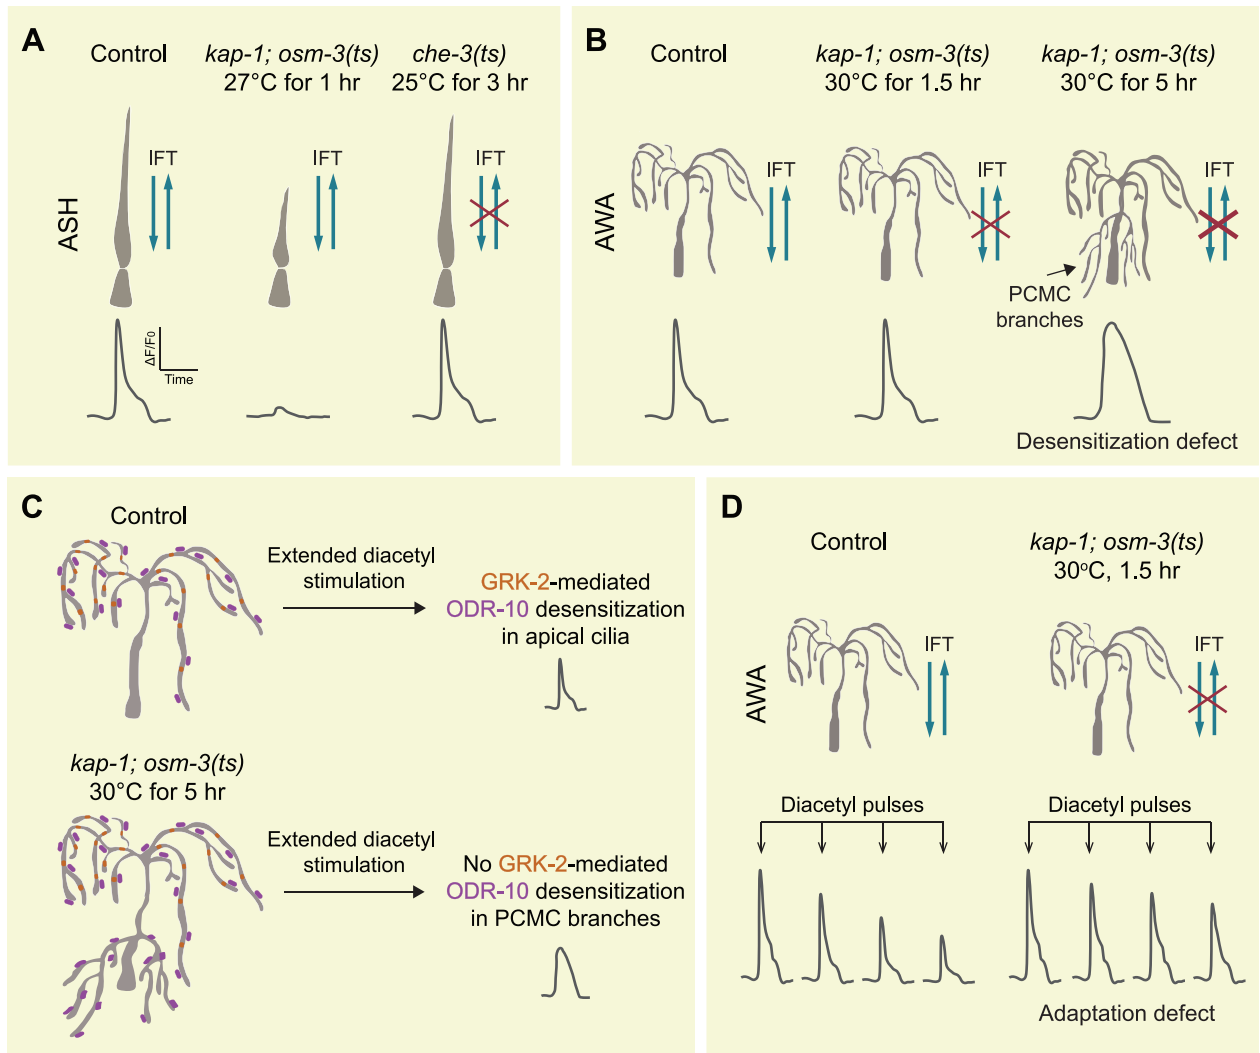 A
Control
kap-1; osm-3(ts)
27°C for 1 hr
che-3(ts)
25°C for 3 hr
ASH
IFT
IFT
IFT
ΔF/F0
Time
B
Control
kap-1; osm-3(ts)
30°C for 1.5 hr
kap-1; osm-3(ts)
30°C for 5 hr
AWA
IFT
IFT
IFT
PCMC
branches
Desensitization defect
C
Control
Extended diacetyl
stimulation
GRK-2-mediated
ODR-10 desensitization
in apical cilia
kap-1; osm-3(ts)
30°C for 5 hr
Extended diacetyl
stimulation
No GRK-2-mediated
ODR-10 desensitization
in PCMC branches
D
Control
kap-1; osm-3(ts)
30°C, 1.5 hr
AWA
IFT
IFT
Diacetyl pulses
Diacetyl pulses
Adaptation defect